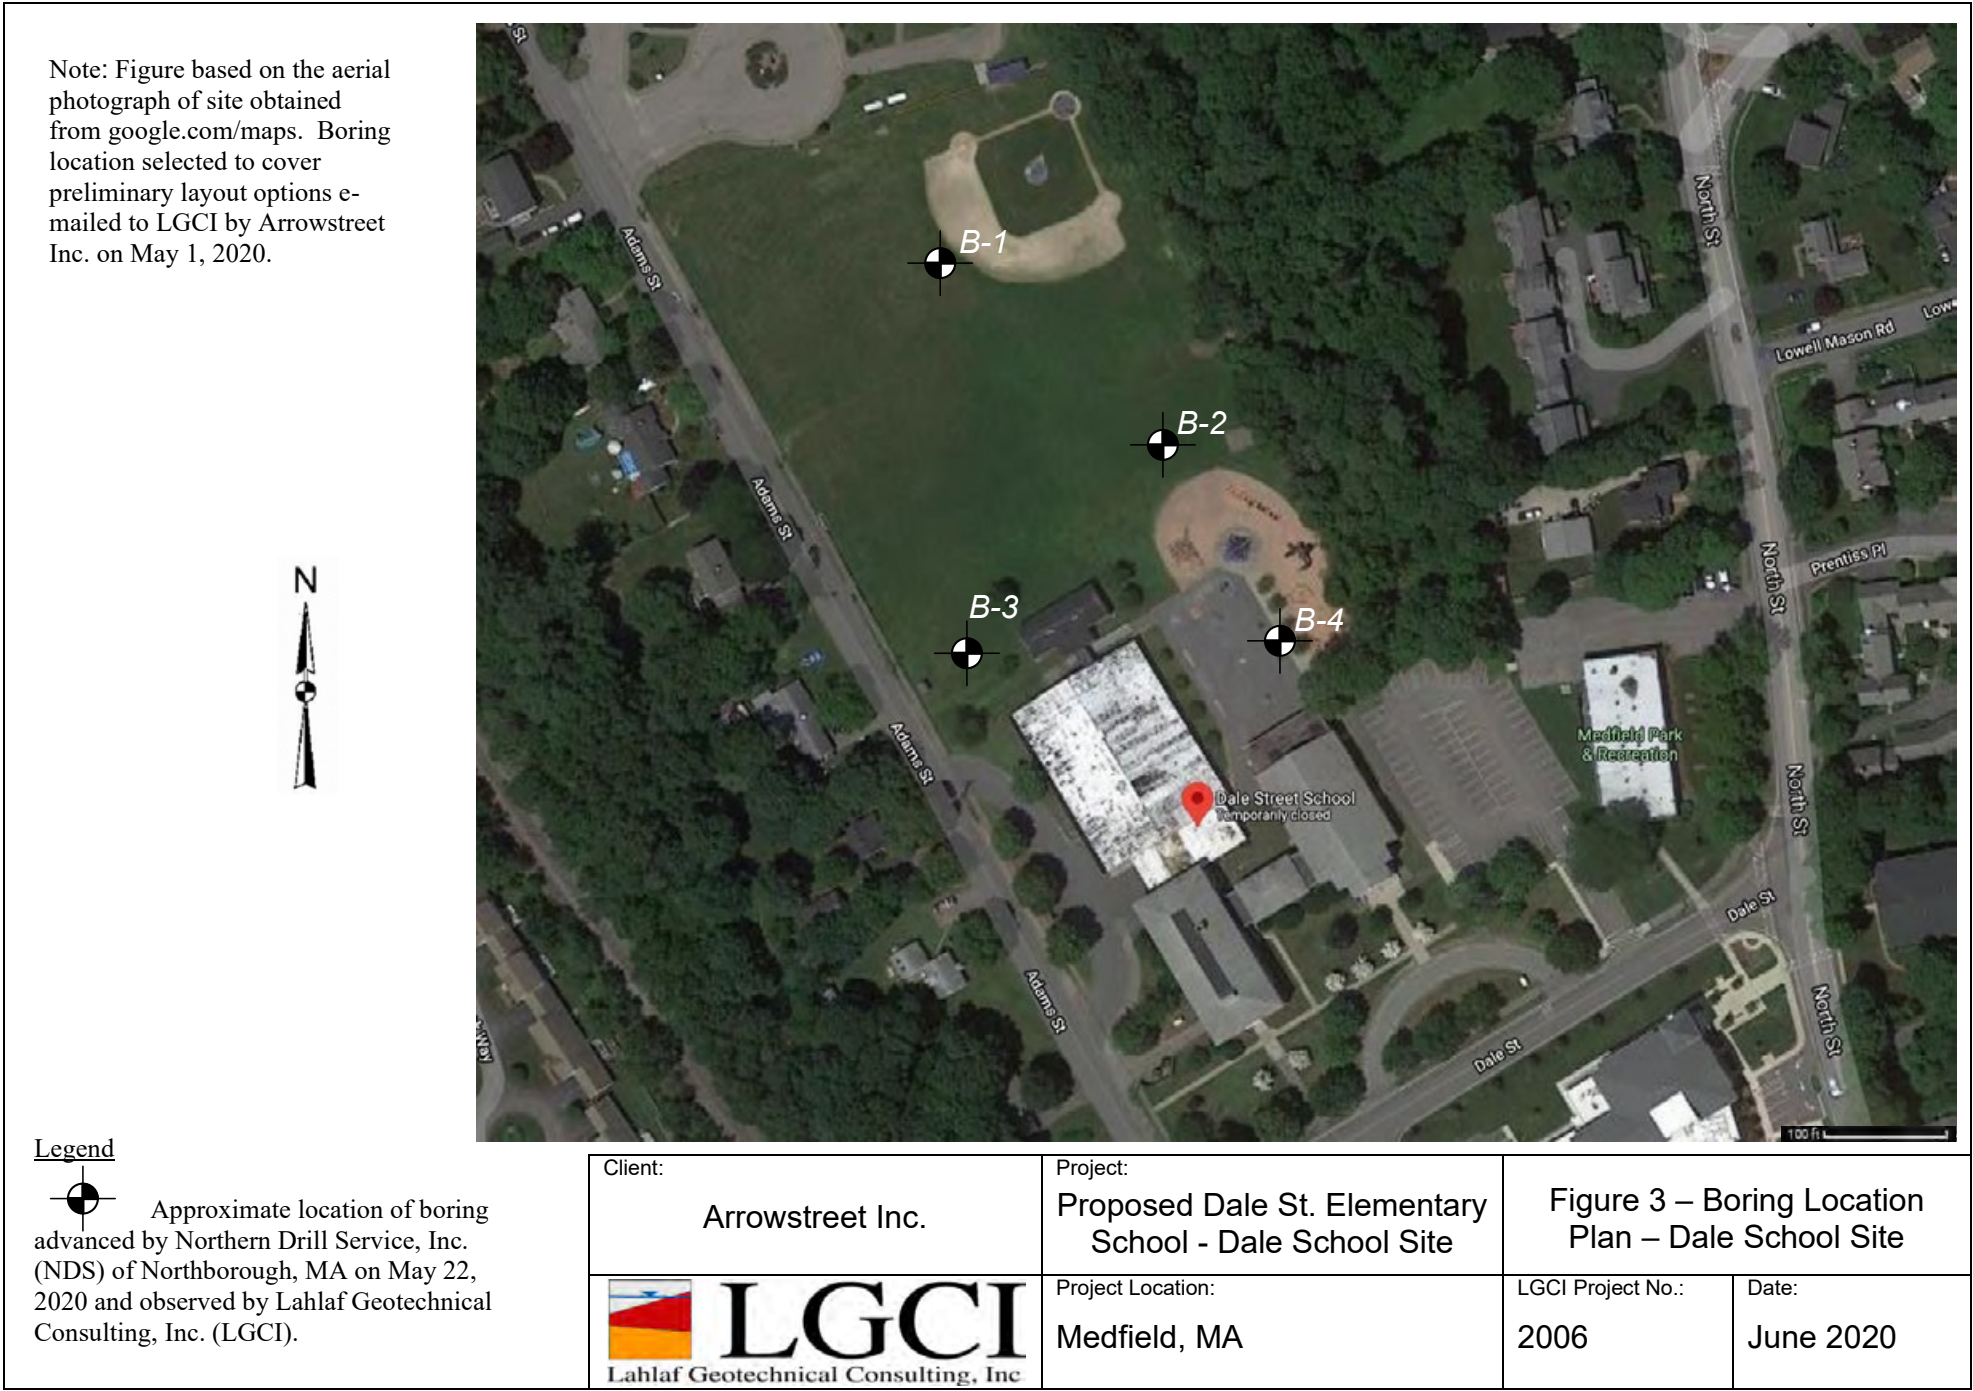 Note: Figure based on the aerial
photograph of site obtained
from google.com/maps.  Boring
location selected to cover
preliminary layout options e-
mailed to LGCI by Arrowstreet
Inc. on May 1, 2020.
N
St
Adams St
Adams St
Adams St
Adams St
B-1
B-2
B-3
B-4
North St
North St
North St
North St
Lowell Mason Rd
Lowe
Prentiss Pl
Medfield Park
& Recreation
Dale Street School
Temporarily closed
Dale St
Dale St
Way
100 ft
Legend
Approximate location of boring
advanced by Northern Drill Service, Inc.
(NDS) of Northborough, MA on May 22,
2020 and observed by Lahlaf Geotechnical
Consulting, Inc. (LGCI).
Client:
Arrowstreet Inc.
Project:
Proposed Dale St. Elementary
School - Dale School Site
Figure 3 – Boring Location
Plan – Dale School Site
LGCI
Lahlaf Geotechnical Consulting, Inc
Project Location:
Medfield, MA
LGCI Project No.:
2006
Date:
June 2020